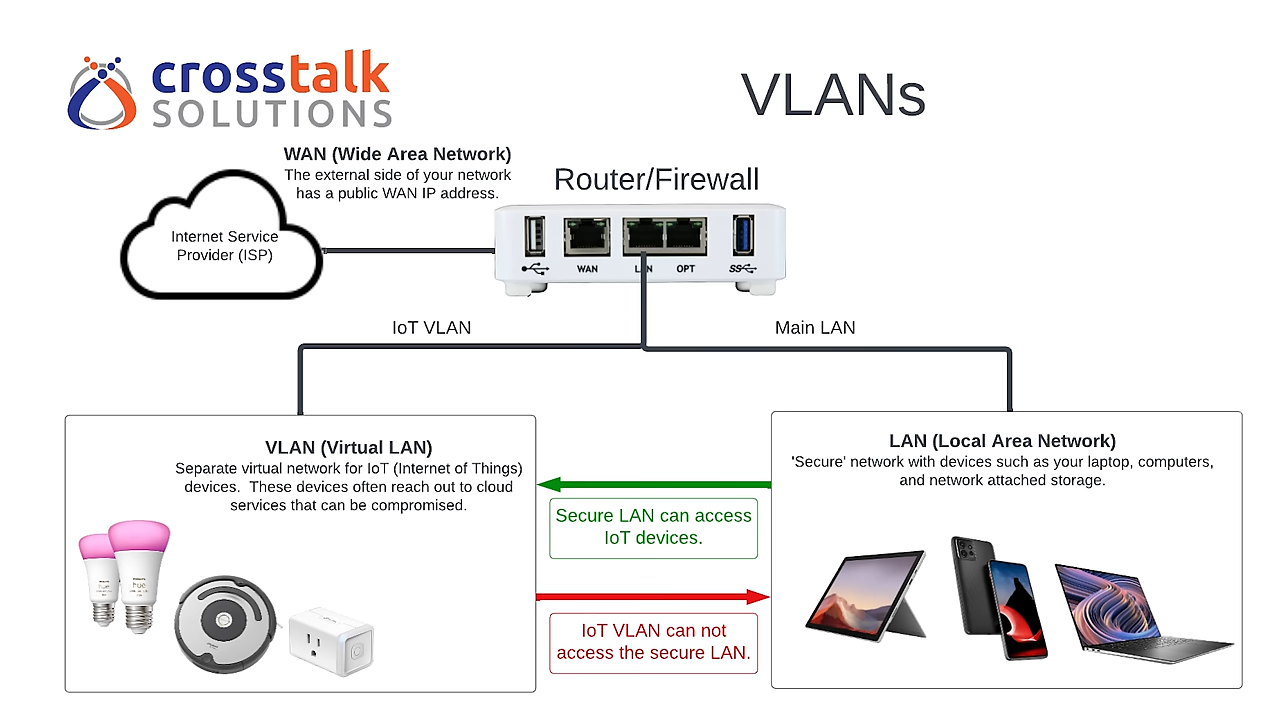 crosstalk
SOLUTIONS
VLANs
WAN (Wide Area Network)
The external side of your network
has a public WAN IP address.
Router/Firewall
Internet Service
Provider (ISP)
WAN
LAN
OPT
SS
IoT VLAN
Main LAN
VLAN (Virtual LAN)
Separate virtual network for IoT (Internet of Things)
devices. These devices often reach out to cloud
services that can be compromised.
LAN (Local Area Network)
'Secure' network with devices such as your laptop, computers,
and network attached storage.
Secure LAN can access
IoT devices.
IoT VLAN can not
access the secure LAN.
hue
hue